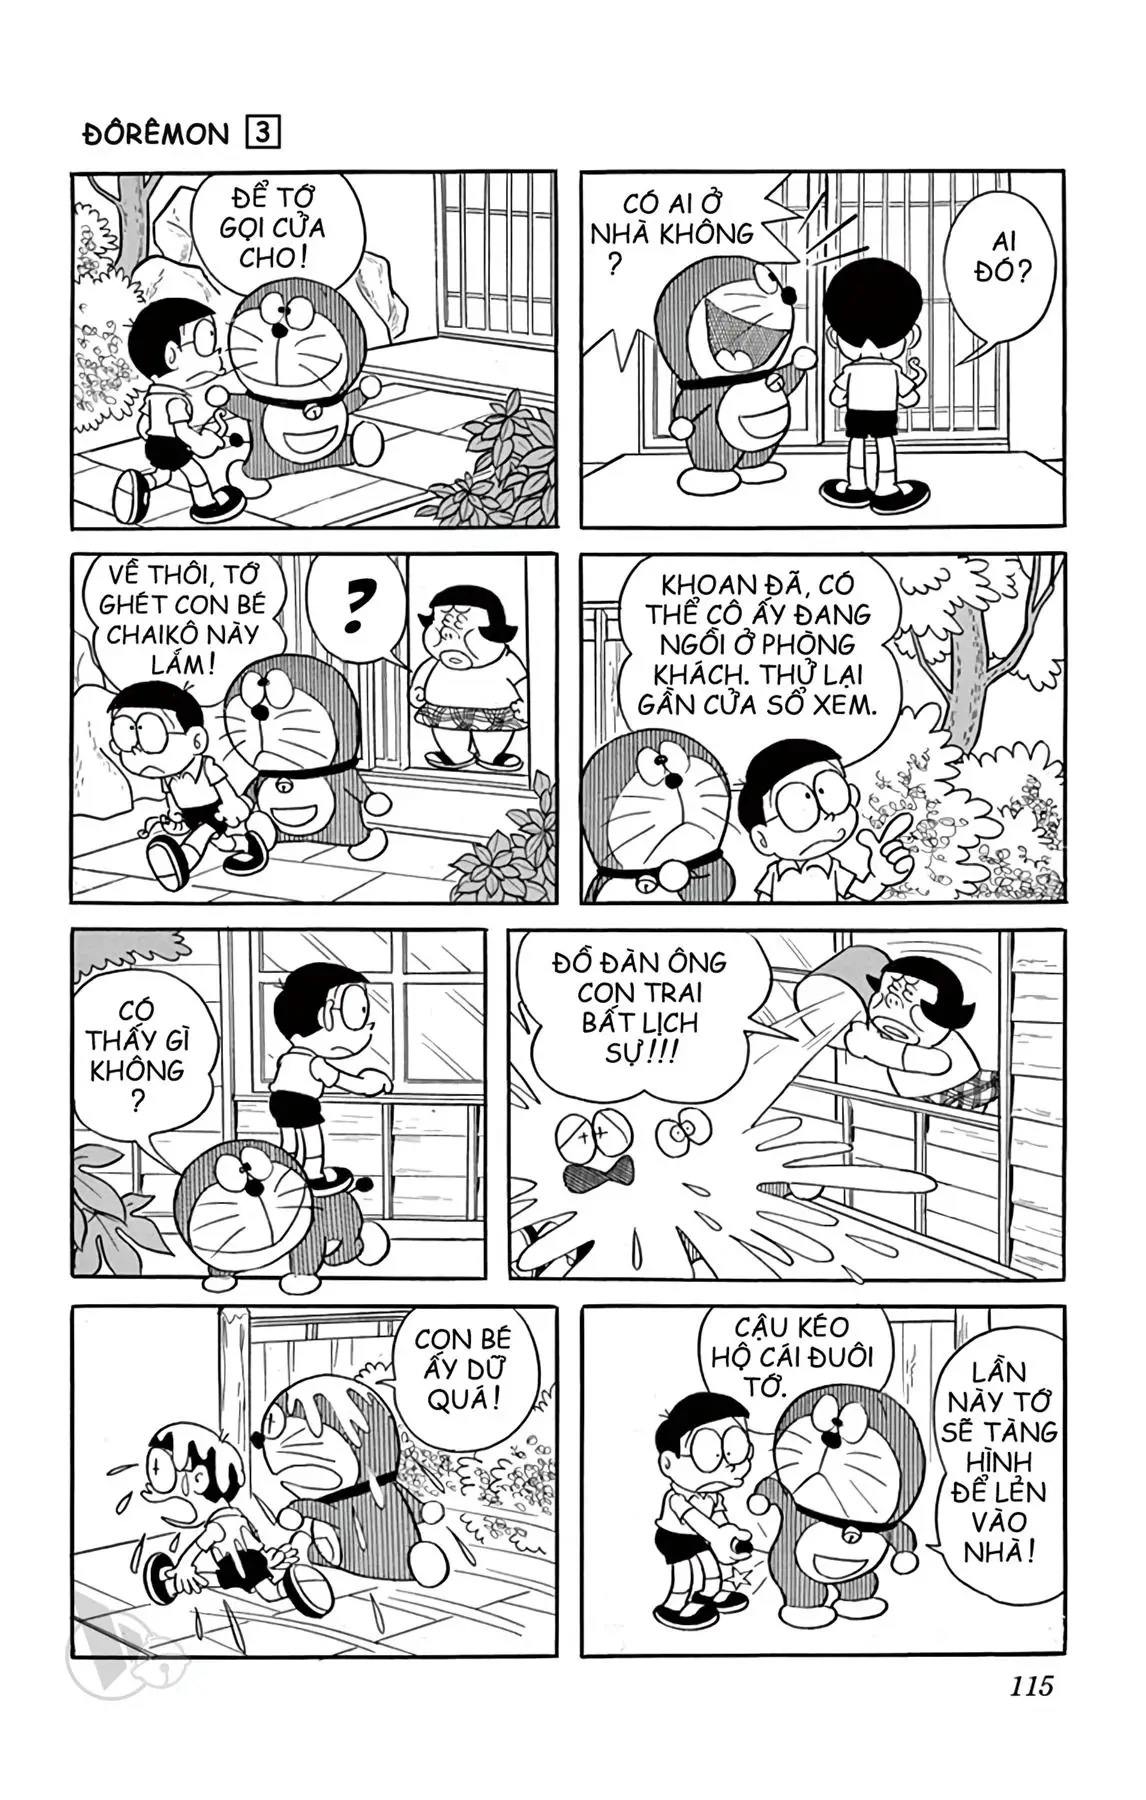 ĐÔRÊMON 3
ĐỂ TỚ
GỌI CỬA
CHO!
CÓ AI Ở
NHÀ KHÔNG
?
AI
ĐÓ?
VỀ THÔI, TỚ
GHÉT CON BÉ
CHAIKÔ NÀY
LẮM!
?
KHOAN ĐÃ, CÓ
THỂ CÔ ẤY ĐANG
NGỒI Ở PHÒNG
KHÁCH. THỬ LẠI
GẦN CỬA SỔ XEM.
CÓ
THẤY GÌ
KHÔNG
?
ĐỒ ĐÀN ÔNG
CON TRAI
BẤT LỊCH
SỰ!!!
CON BÉ
ẤY DỮ
QUÁ!
CẬU KÉO
HỘ CÁI ĐUÔI
TỚ.
LẦN
NÀY TỚ
SẼ TÀNG
HÌNH
ĐỂ LẺN
VÀO
NHÀ!
115